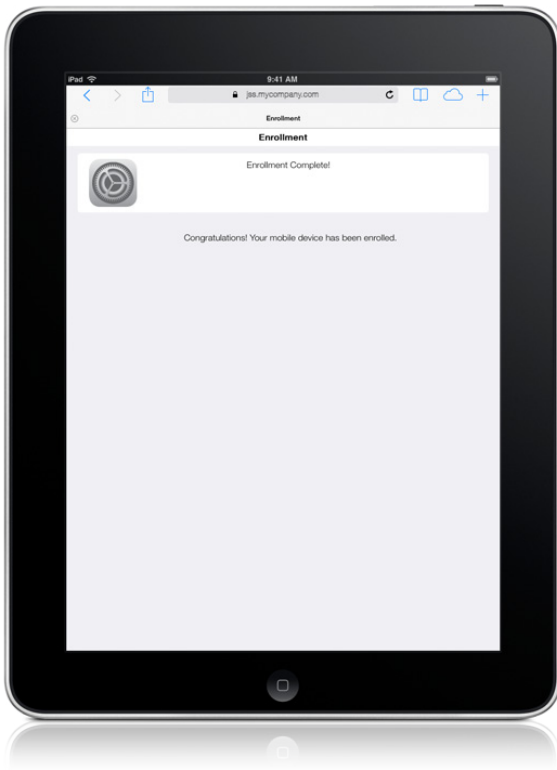 iPad
9:41 AM
jss.mycompany.com
Enrollment
Enrollment
Enrollment Complete!
Congratulations! Your mobile device has been enrolled.